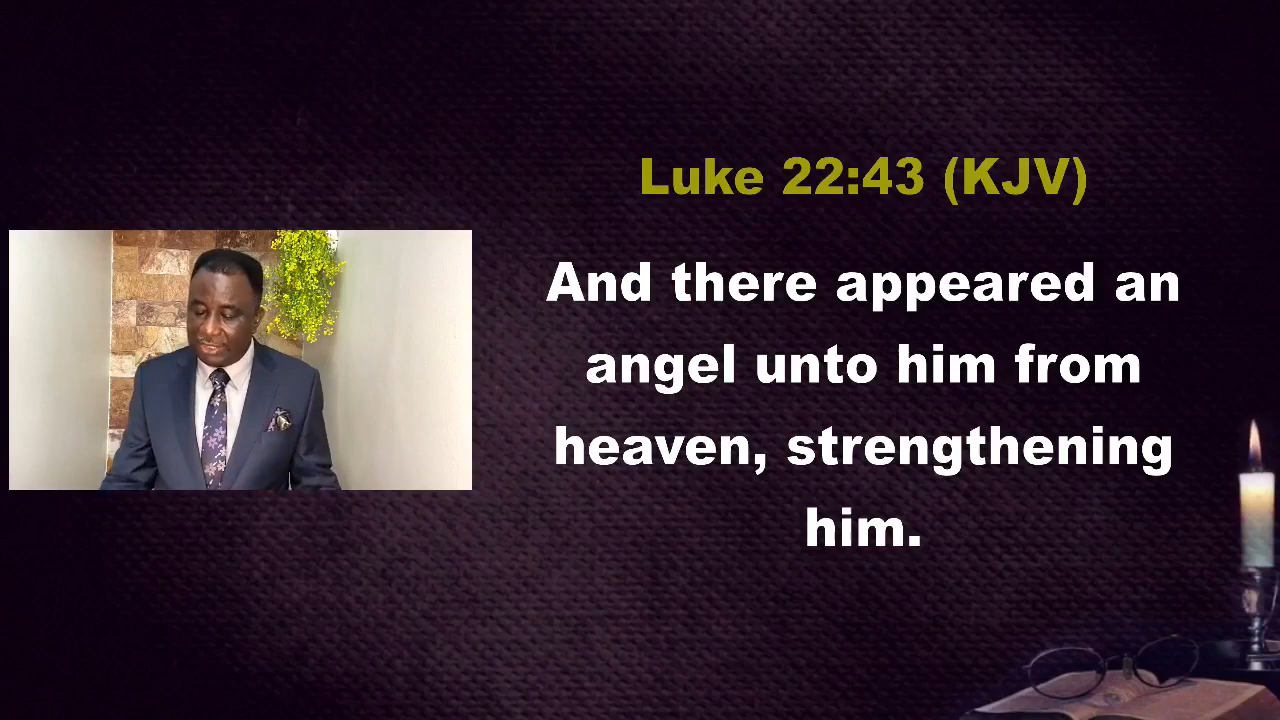 Luke 22:43 (KJV)
And there appeared an
angel unto him from
heaven, strengthening
him.